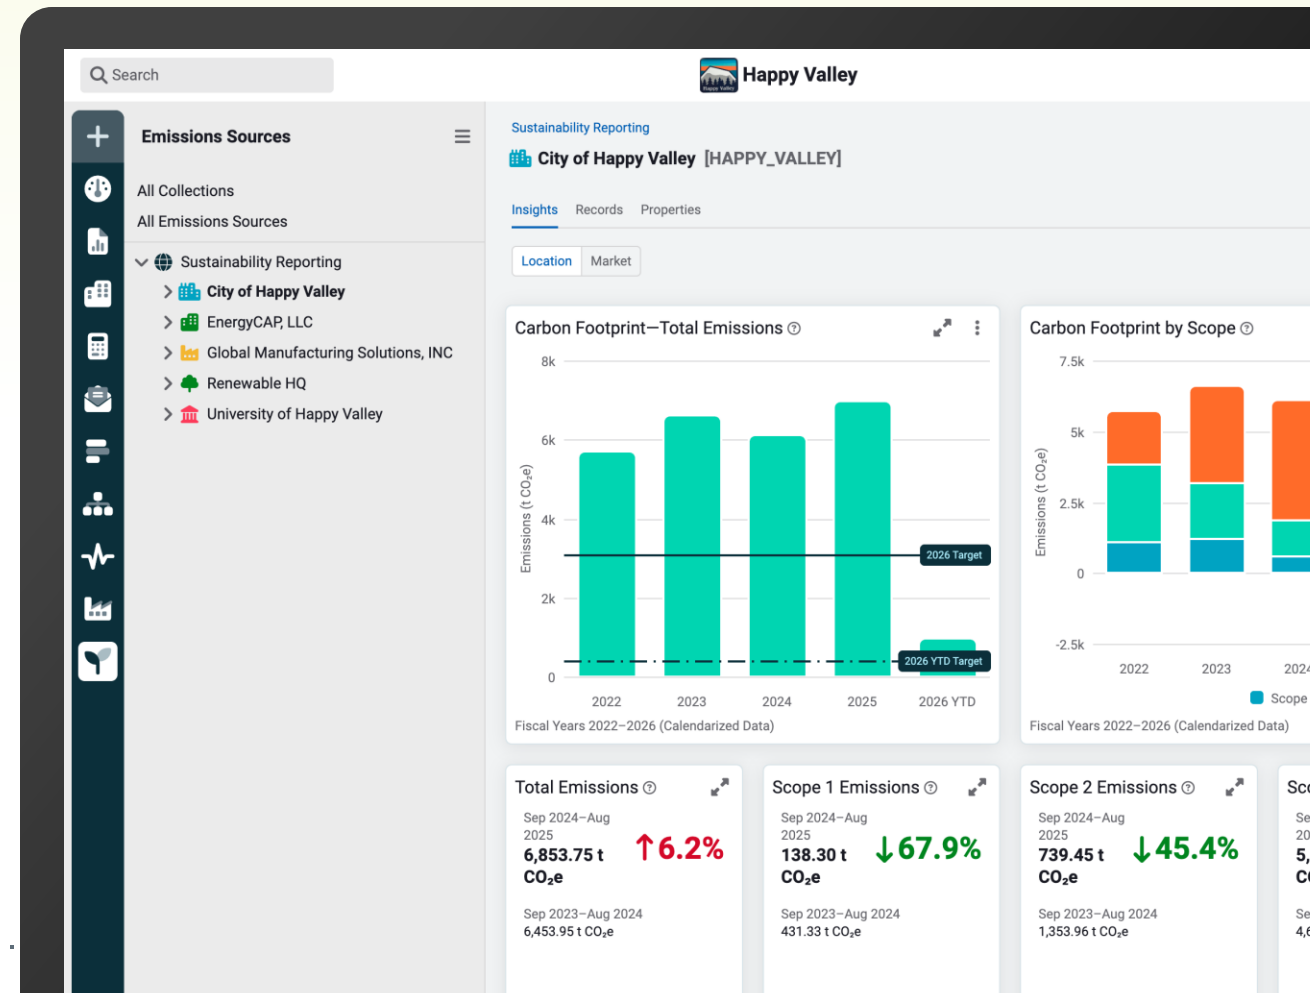 Search
Happy Valley
Emissions Sources
All Collections
All Emissions Sources
Sustainability Reporting
City of Happy Valley
EnergyCAP, LLC
Global Manufacturing Solutions, INC
Renewable HQ
University of Happy Valley
Sustainability Reporting
City of Happy Valley [HAPPY_VALLEY]
Insights Records Properties
Location Market
Carbon Footprint—Total Emissions
8k
6k
4k
2k
0
Emissions (t CO₂e)
2026 Target
2026 YTD Target
2022 2023 2024 2025 2026 YTD
Fiscal Years 2022–2026 (Calendarized Data)
Carbon Footprint by Scope
7.5k
5k
2.5k
0
-2.5k
Emissions (t CO₂e)
2022 2023 2024
Scope
Fiscal Years 2022–2026 (Calendarized Data)
Total Emissions
Sep 2024–Aug
2025
6,853.75 t
CO₂e
↑6.2%
Sep 2023–Aug 2024
6,453.95 t CO₂e
Scope 1 Emissions
Sep 2024–Aug
2025
138.30 t
CO₂e
↓67.9%
Sep 2023–Aug 2024
431.33 t CO₂e
Scope 2 Emissions
Sep 2024–Aug
2025
739.45 t
CO₂e
↓45.4%
Sep 2023–Aug 2024
1,353.96 t CO₂e